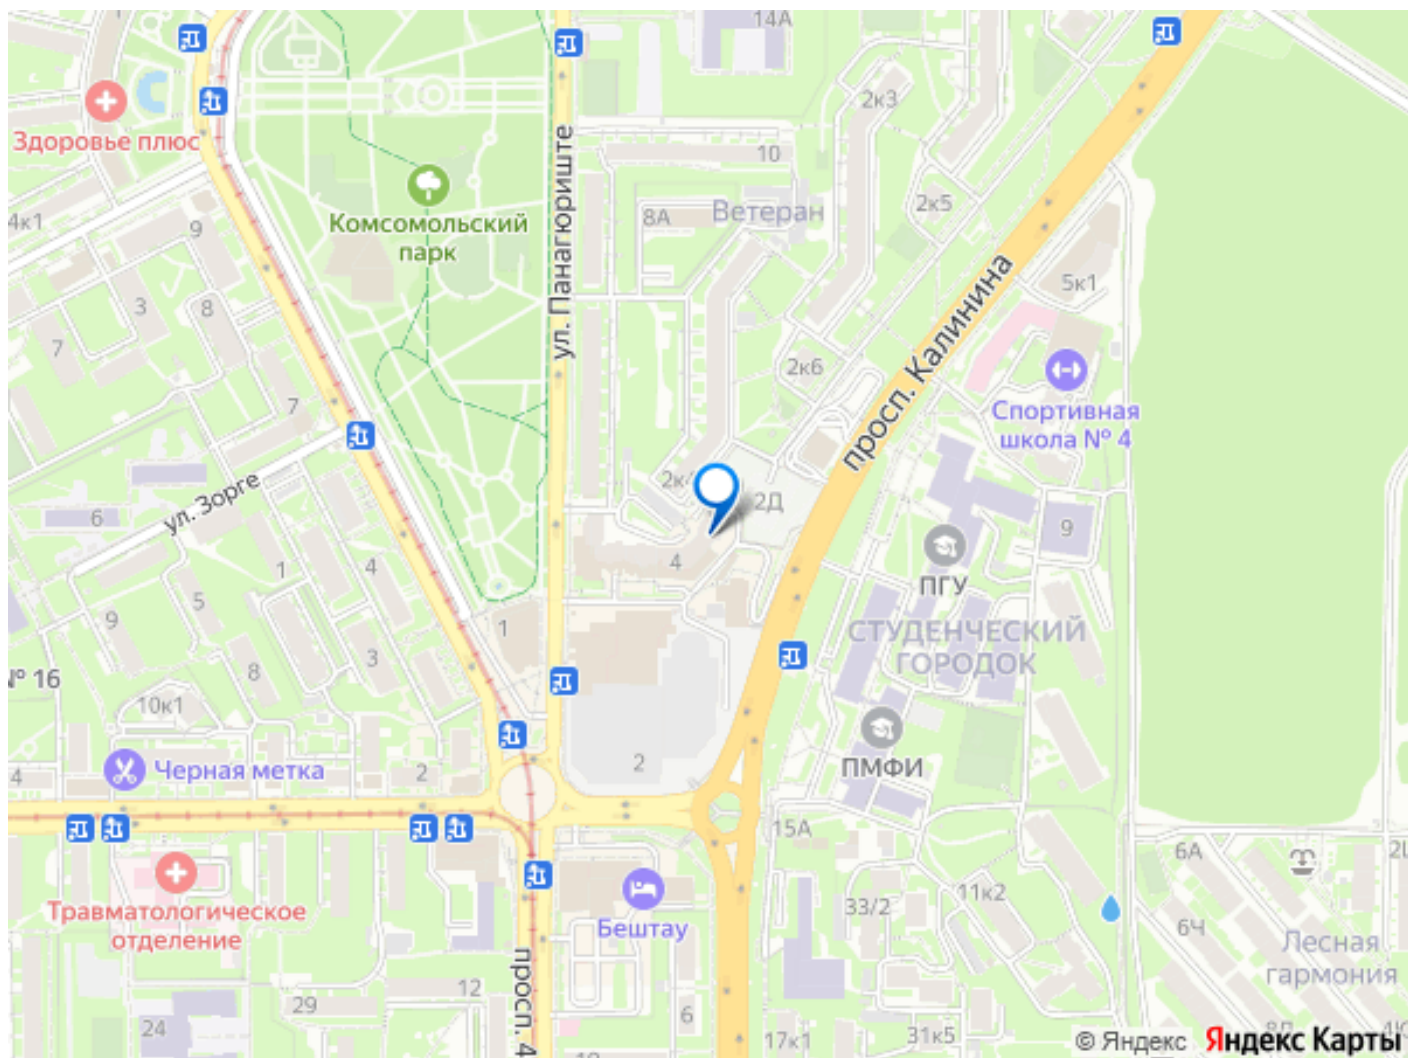 14А
2к3
Здоровье плюс
10
Комсомольский
парк
ул. Панагюриште
8А
Ветеран
2к5
4к1
9
3
8
7
5к1
просп. Калинина
2к6
7
Спортивная
школа № 4
ул. Зорге
6
2Д
9
4
ПГУ
1
4
5
9
СТУДЕНЧЕСКИЙ
ГОРОДОК
1
3
8
№ 16
10к1
ПМФИ
4
Черная метка
2
2
15А
6А
Травматологическое
отделение
Бештау
33/2
11к2
6Ч
Лесная
гармония
просп. 4
12
29
24
6
17к1
31к5
© Яндекс
Яндекс Карты